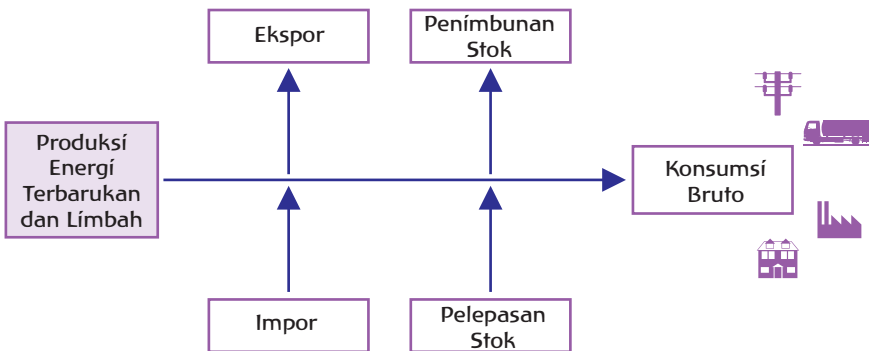 Ekspor
Penimbunan
Stok
Produksi
Energi
Terbarukan
dan Limbah
Konsumsi
Bruto
Impor
Pelepasan
Stok